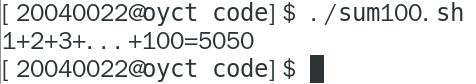 [20040022@oyct code]$ ./sum100.sh
1+2+3+...+100=5050
[20040022@oyct code]$